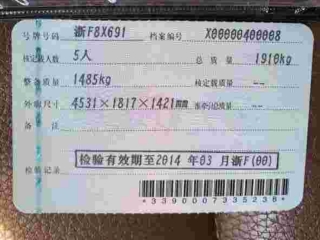 号牌号码 浙F8X691 档案编号 X00000400008
核定载人数 5人 总质量 1910kg
整备质量 1485kg 核定载质量 --
外廓尺寸 4531×1817×1421mm 准牵总质量 --
备注
检验有效期至2014年03月浙F(00)
检验记录
*3390007335238*